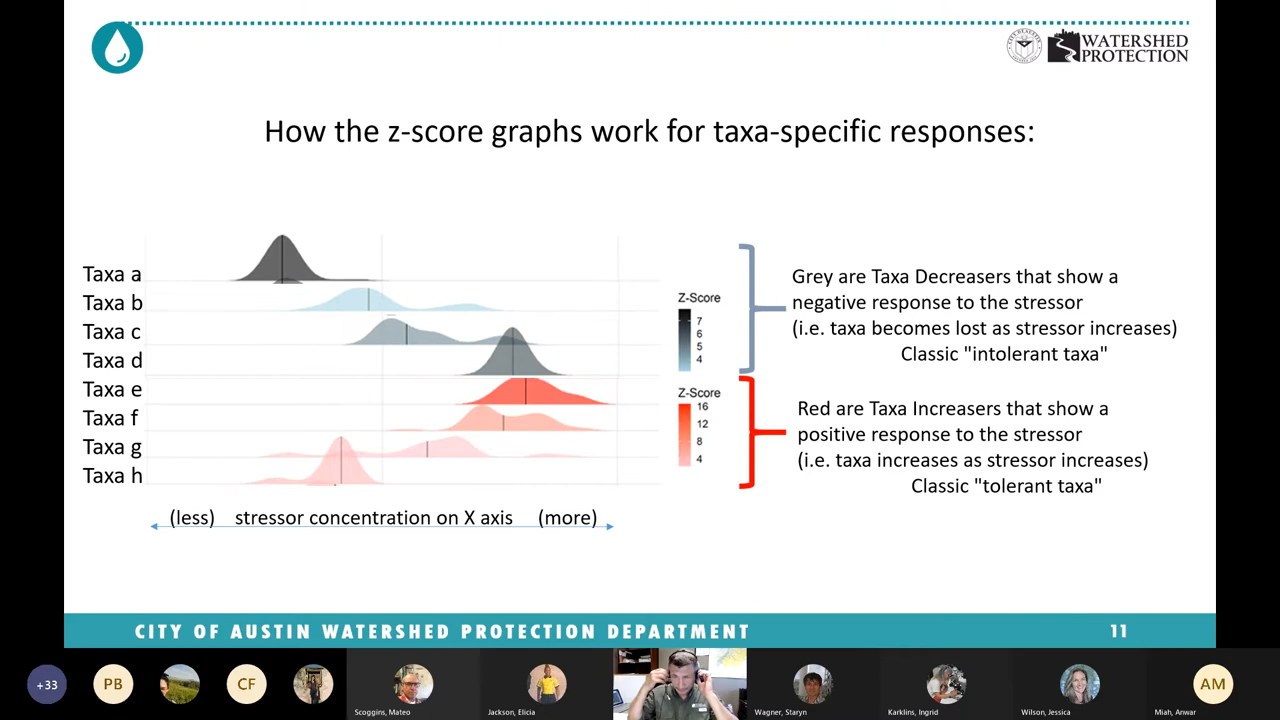 WATERSHED
PROTECTION
How the z-score graphs work for taxa-specific responses:
Taxa a
Taxa b
Taxa c
Taxa d
Taxa e
Taxa f
Taxa g
Taxa h
Z-Score
7
6
5
4
Z-Score
16
12
8
4
Grey are Taxa Decreasers that show a
negative response to the stressor
(i.e. taxa becomes lost as stressor increases)
Classic "intolerant taxa"
Red are Taxa Increasers that show a
positive response to the stressor
(i.e. taxa increases as stressor increases)
Classic "tolerant taxa"
(less) stressor concentration on X axis (more)
CITY OF AUSTIN WATERSHED PROTECTION DEPARTMENT 11
+33
PB
CF
AM
Scoggins, Mateo
Jackson, Elicia
Wagner, Staryn
Karklins, Ingrid
Wilson, Jessica
Miah, Anwar